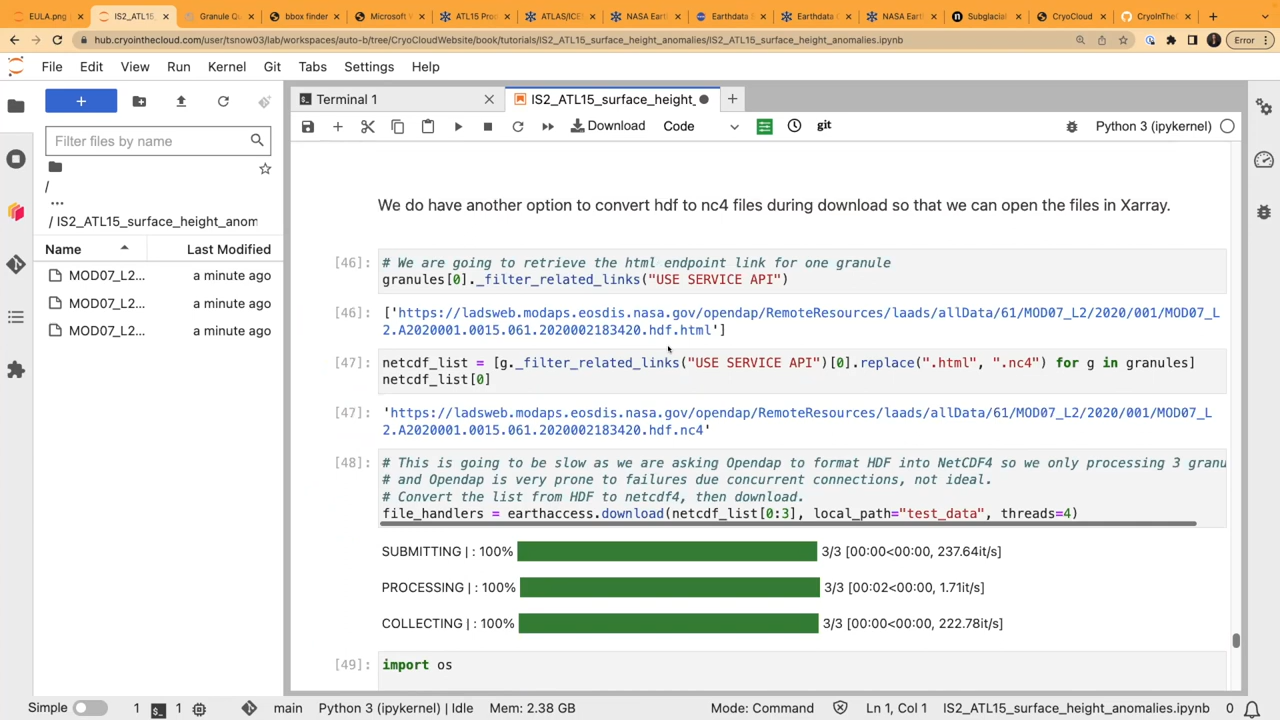 EULA.png
IS2_ATL15_
Granule Qu
bbox finder
Microsoft
ATL15 Pro
ATLAS/ICE
NASA Eart
Earthdata
Earthdata
NASA Eart
Subglacial
CryoCloud
CryoInThe
hub.cryointhecloud.com/user/tsnow03/lab/workspaces/auto-b/tree/CryoCloudWebsite/book/tutorials/IS2_ATL15_surface_height_anomalies/IS2_ATL15_surface_height_anomalies.ipynb
Error
File Edit View Run Kernel Git Tabs Settings Help
Terminal 1
IS2_ATL15_surface_height_
Download
Code
git
Python 3 (ipykernel)
Filter files by name
/
...
/ IS2_ATL15_surface_height_anom
Name Last Modified
MOD07_L2... a minute ago
MOD07_L2... a minute ago
MOD07_L2... a minute ago
We do have another option to convert hdf to nc4 files during download so that we can open the files in Xarray.
[46]: # We are going to retrieve the html endpoint link for one granule
granules[0]._filter_related_links("USE SERVICE API")
[46]: ['https://ladsweb.modaps.eosdis.nasa.gov/opendap/RemoteResources/laads/allData/61/MOD07_L2/2020/001/MOD07_L
2.A2020001.0015.061.2020002183420.hdf.html']
[47]: netcdf_list = [g._filter_related_links("USE SERVICE API")[0].replace(".html", ".nc4") for g in granules]
netcdf_list[0]
[47]: 'https://ladsweb.modaps.eosdis.nasa.gov/opendap/RemoteResources/laads/allData/61/MOD07_L2/2020/001/MOD07_L
2.A2020001.0015.061.2020002183420.hdf.nc4'
[48]: # This is going to be slow as we are asking Opendap to format HDF into NetCDF4 so we only processing 3 granu
# and Opendap is very prone to failures due concurrent connections, not ideal.
# Convert the list from HDF to netcdf4, then download.
file_handlers = earthaccess.download(netcdf_list[0:3], local_path="test_data", threads=4)
SUBMITTING | : 100% 3/3 [00:00<00:00, 237.64it/s]
PROCESSING | : 100% 3/3 [00:02<00:00, 1.71it/s]
COLLECTING | : 100% 3/3 [00:00<00:00, 222.78it/s]
[49]: import os
Simple 1 1 main Python 3 (ipykernel) | Idle Mem: 2.38 GB Mode: Command Ln 1, Col 1 IS2_ATL15_surface_height_anomalies.ipynb 0